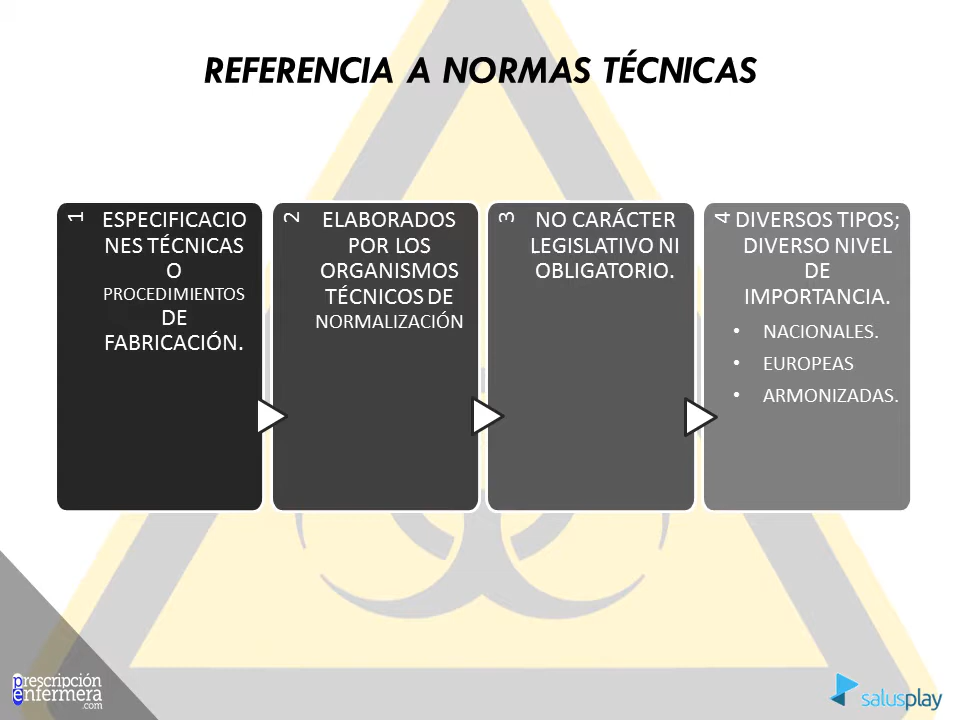 REFERENCIA A NORMAS TÉCNICAS
1
ESPECIFICACIO
NES TÉCNICAS
O
PROCEDIMIENTOS
DE
FABRICACIÓN.
2
ELABORADOS
POR LOS
ORGANISMOS
TÉCNICOS DE
NORMALIZACIÓN
3
NO CARÁCTER
LEGISLATIVO NI
OBLIGATORIO.
4
DIVERSOS TIPOS;
DIVERSO NIVEL
DE
IMPORTANCIA.
• NACIONALES.
• EUROPEAS
• ARMONIZADAS.
prescripción
enfermera
.com
salusplay